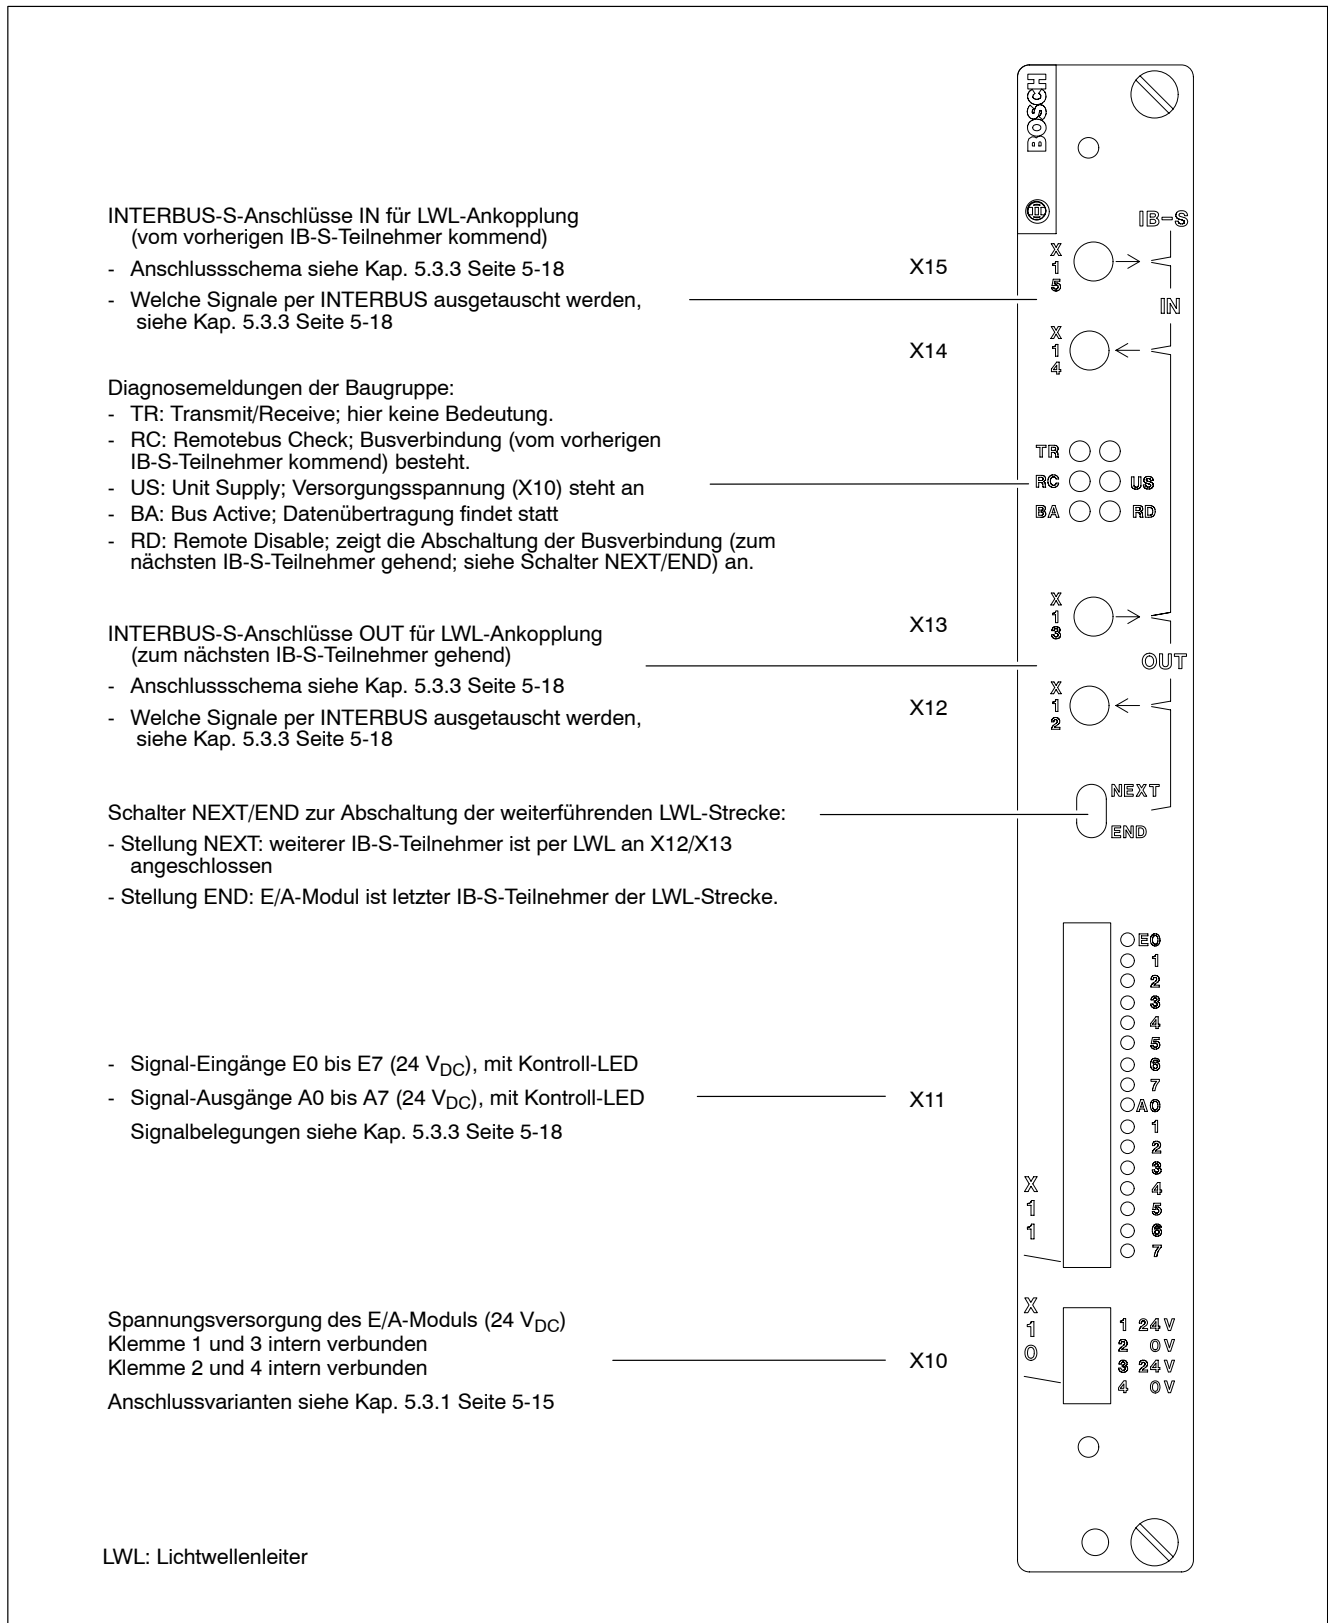 BOSCH
IB-S
INTERBUS-S-Anschlüsse IN für LWL-Ankopplung
(vom vorherigen IB-S-Teilnehmer kommend)
- Anschlussschema siehe Kap. 5.3.3 Seite 5-18
- Welche Signale per INTERBUS ausgetauscht werden,
siehe Kap. 5.3.3 Seite 5-18
X15
X15
IN
X14
X14
Diagnosemeldungen der Baugruppe:
- TR: Transmit/Receive; hier keine Bedeutung.
- RC: Remotebus Check; Busverbindung (vom vorherigen
IB-S-Teilnehmer kommend) besteht.
- US: Unit Supply; Versorgungsspannung (X10) steht an
- BA: Bus Active; Datenübertragung findet statt
- RD: Remote Disable; zeigt die Abschaltung der Busverbindung (zum
nächsten IB-S-Teilnehmer gehend; siehe Schalter NEXT/END) an.
TR
RC US
BA RD
INTERBUS-S-Anschlüsse OUT für LWL-Ankopplung
(zum nächsten IB-S-Teilnehmer gehend)
- Anschlussschema siehe Kap. 5.3.3 Seite 5-18
- Welche Signale per INTERBUS ausgetauscht werden,
siehe Kap. 5.3.3 Seite 5-18
X13
X13
OUT
X12
X12
Schalter NEXT/END zur Abschaltung der weiterführenden LWL-Strecke:
- Stellung NEXT: weiterer IB-S-Teilnehmer ist per LWL an X12/X13
angeschlossen
- Stellung END: E/A-Modul ist letzter IB-S-Teilnehmer der LWL-Strecke.
NEXT
END
- Signal-Eingänge E0 bis E7 (24 VDC), mit Kontroll-LED
- Signal-Ausgänge A0 bis A7 (24 VDC), mit Kontroll-LED
Signalbelegungen siehe Kap. 5.3.3 Seite 5-18
X11
X11
E0
1
2
3
4
5
6
7
A0
1
2
3
4
5
6
7
Spannungsversorgung des E/A-Moduls (24 VDC)
Klemme 1 und 3 intern verbunden
Klemme 2 und 4 intern verbunden
Anschlussvarianten siehe Kap. 5.3.1 Seite 5-15
X10
X10
1 24V
2 0V
3 24V
4 0V
LWL: Lichtwellenleiter